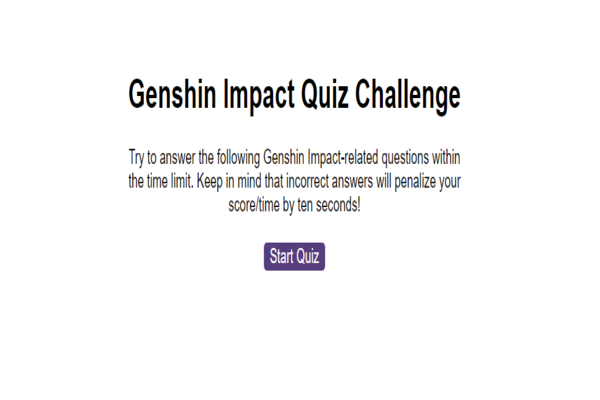 Genshin Impact Quiz Challenge
Try to answer the following Genshin Impact-related questions within
the time limit. Keep in mind that incorrect answers will penalize your
score/time by ten seconds!
Start Quiz